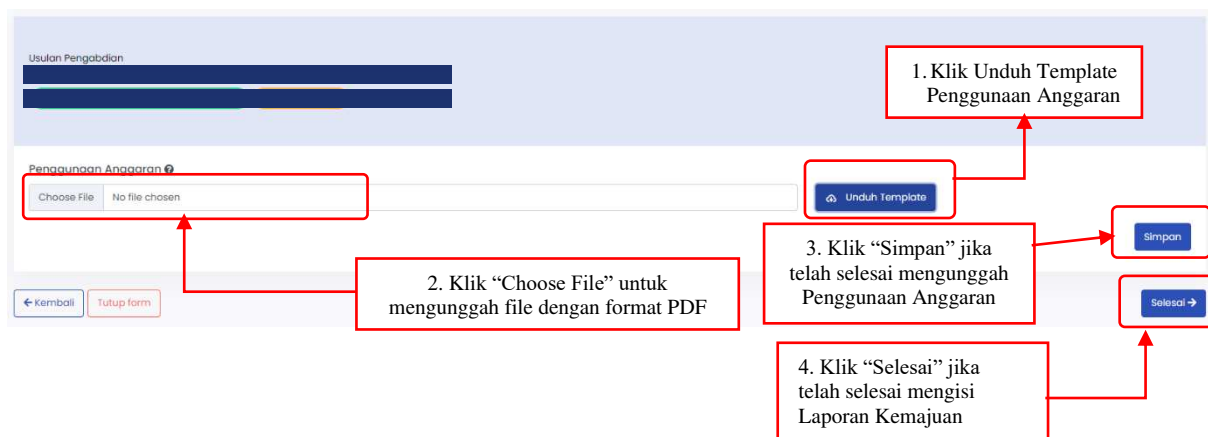 Usulan Pengabdian
1. Klik Unduh Template
Penggunaan Anggaran
Penggunaan Anggaran
Choose File No file chosen
Unduh Template
Simpan
3. Klik “Simpan” jika
telah selesai mengunggah
Penggunaan Anggaran
2. Klik “Choose File” untuk
mengunggah file dengan format PDF
Kembali
Tutup form
Selesai
4. Klik “Selesai” jika
telah selesai mengisi
Laporan Kemajuan